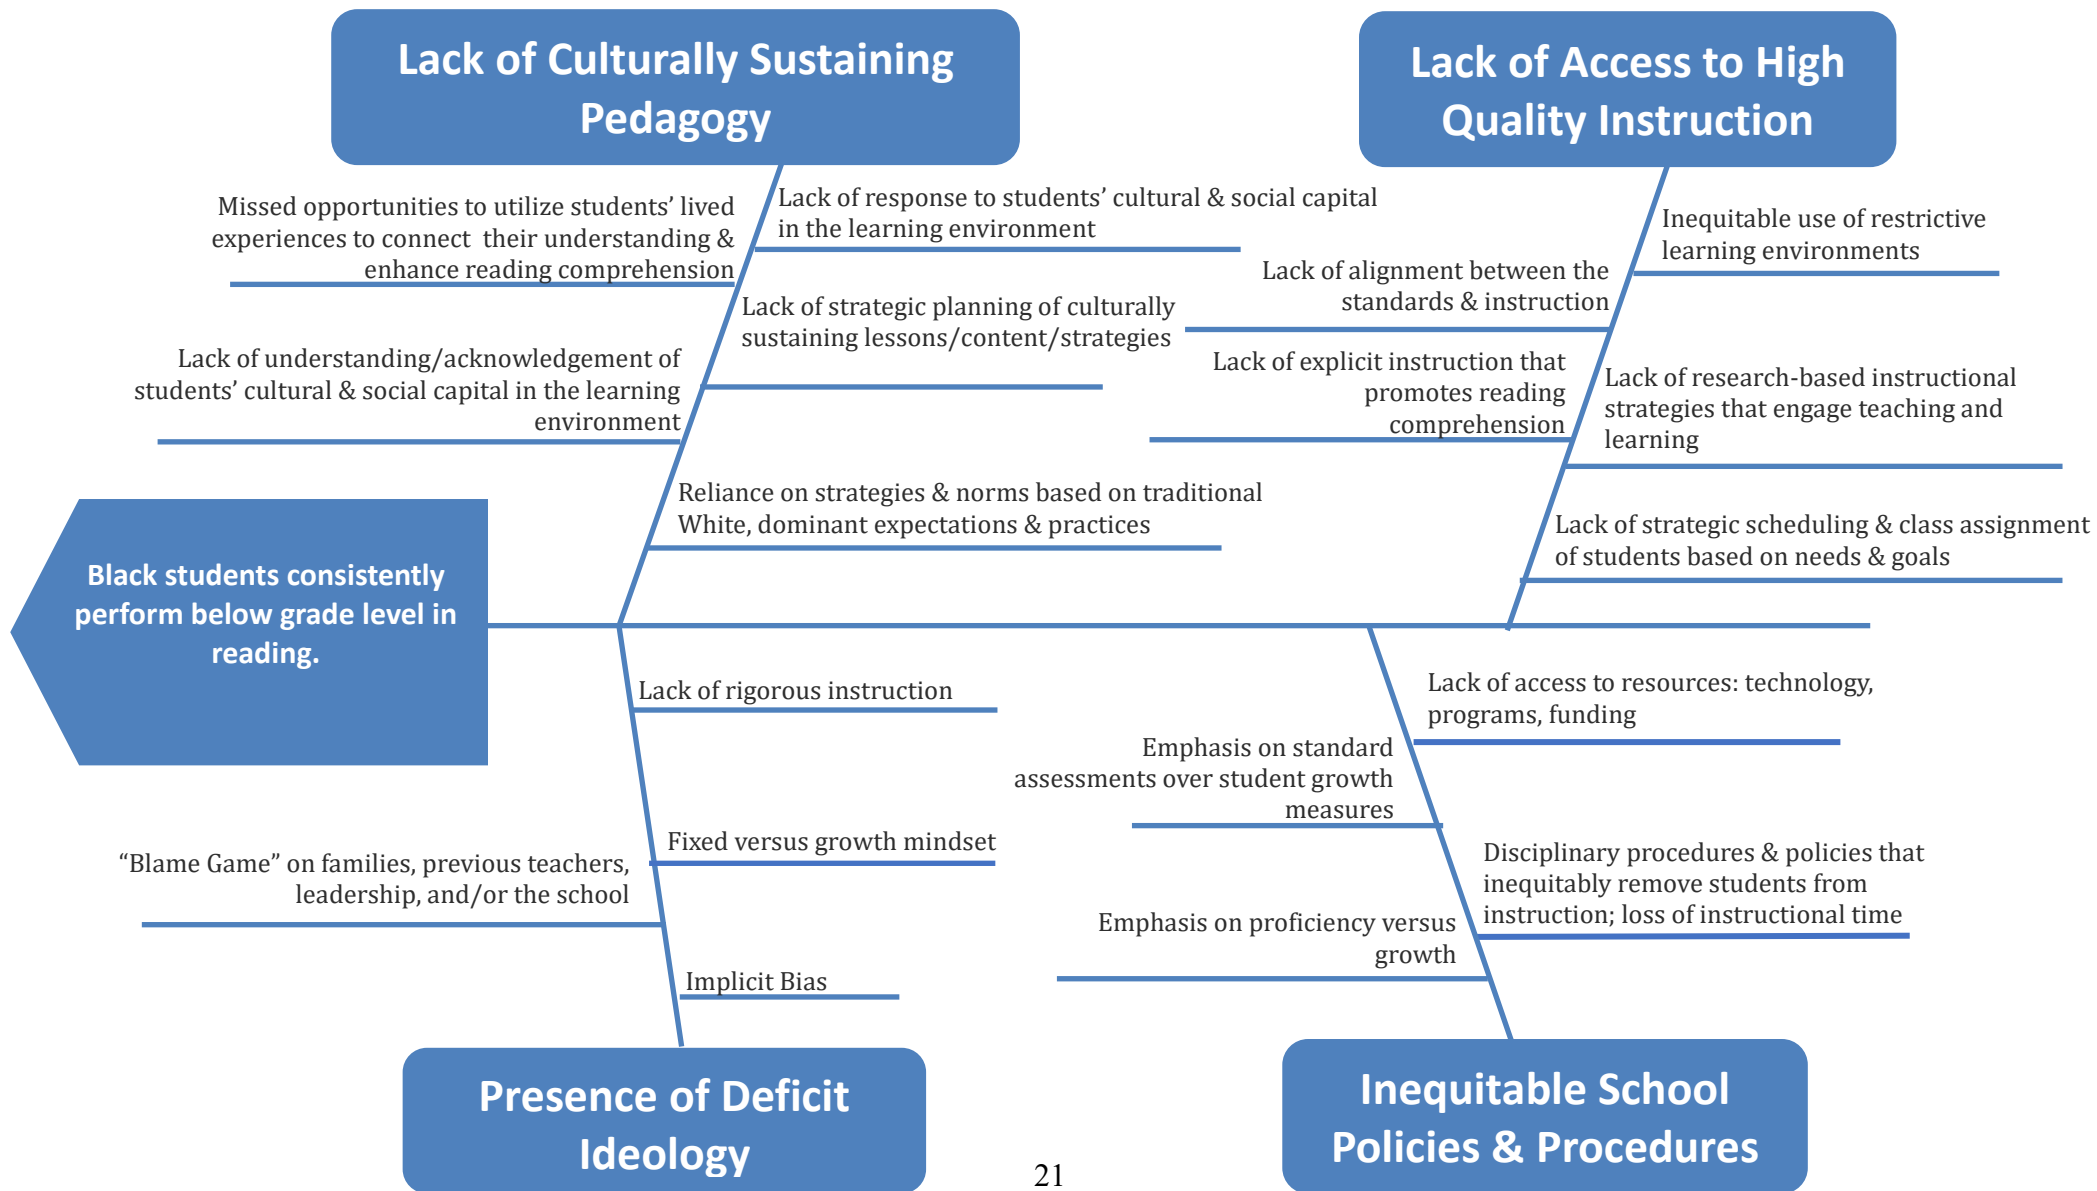 Lack of Culturally Sustaining
Pedagogy
Lack of Access to High
Quality Instruction
Missed opportunities to utilize students’ lived
experiences to connect  their understanding &
enhance reading comprehension
Lack of response to students’ cultural & social capital
in the learning environment
Lack of strategic planning of culturally
sustaining lessons/content/strategies
Lack of understanding/acknowledgement of
students’ cultural & social capital in the learning
environment
Reliance on strategies & norms based on traditional
White, dominant expectations & practices
Inequitable use of restrictive
learning environments
Lack of alignment between the
standards & instruction
Lack of explicit instruction that
promotes reading
comprehension
Lack of research-based instructional
strategies that engage teaching and
learning
Lack of strategic scheduling & class assignment
of students based on needs & goals
Black students consistently
perform below grade level in
reading.
Lack of rigorous instruction
Fixed versus growth mindset
“Blame Game” on families, previous teachers,
leadership, and/or the school
Implicit Bias
Lack of access to resources: technology,
programs, funding
Emphasis on standard
assessments over student growth
measures
Disciplinary procedures & policies that
inequitably remove students from
instruction; loss of instructional time
Emphasis on proficiency versus
growth
Presence of Deficit
Ideology
Inequitable School
Policies & Procedures
21